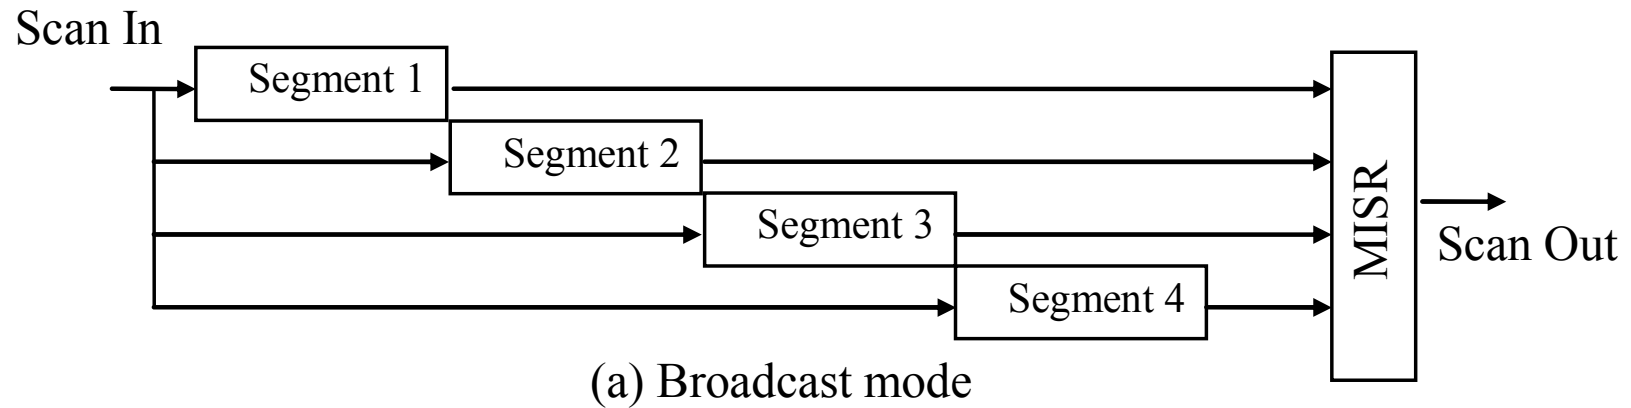 Scan In
Segment 1
Segment 2
Segment 3
Segment 4
MISR
Scan Out
(a) Broadcast mode